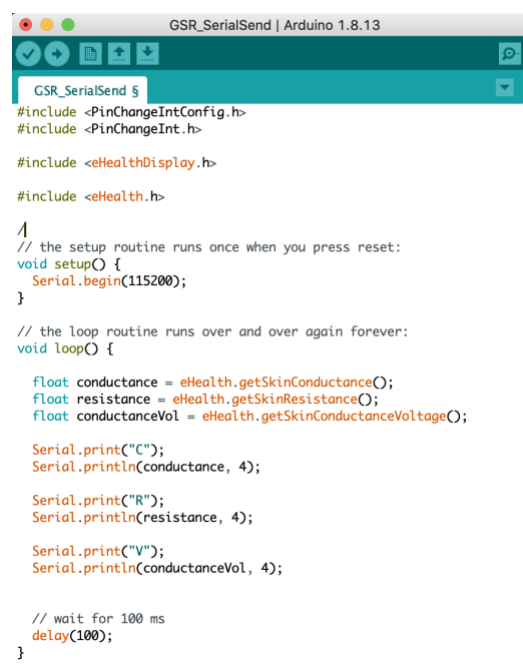 GSR_SerialSend | Arduino 1.8.13
GSR_SerialSend §
#include <PinChangeIntConfig.h>
#include <PinChangeInt.h>
#include <eHealthDisplay.h>
#include <eHealth.h>
/
// the setup routine runs once when you press reset:
void setup() {
  Serial.begin(115200);
}
// the loop routine runs over and over again forever:
void loop() {
  float conductance = eHealth.getSkinConductance();
  float resistance = eHealth.getSkinResistance();
  float conductanceVol = eHealth.getSkinConductanceVoltage();
  Serial.print("C");
  Serial.println(conductance, 4);
  Serial.print("R");
  Serial.println(resistance, 4);
  Serial.print("V");
  Serial.println(conductanceVol, 4);
  // wait for 100 ms
  delay(100);
}